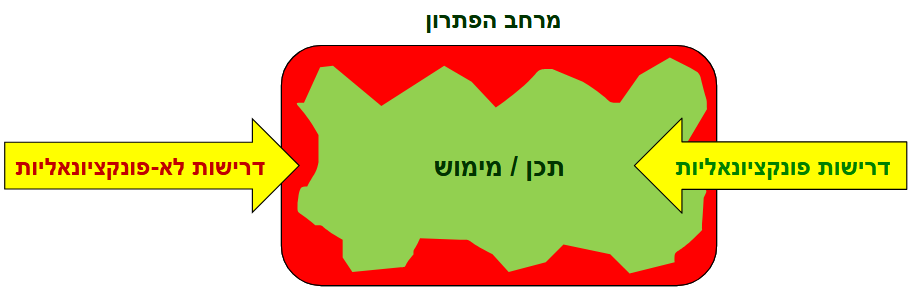 מרחב הפתרון
דרישות פונקציונאליות
תכן / מימוש
דרישות לא-פונקציונאליות